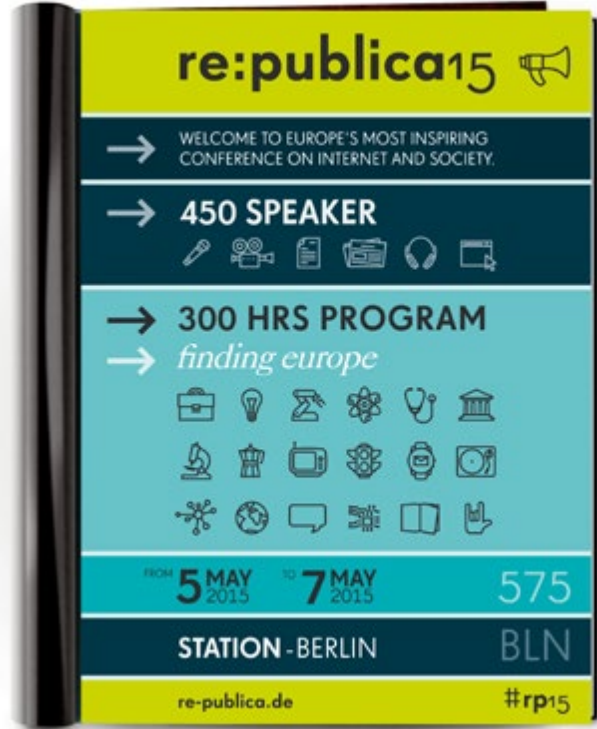 re:publica15
WELCOME TO EUROPE'S MOST INSPIRING
CONFERENCE ON INTERNET AND SOCIETY.
450 SPEAKER
300 HRS PROGRAM
finding europe
FROM 5 MAY 2015 TO 7 MAY 2015 575
STATION-BERLIN BLN
re-publica.de #rp15